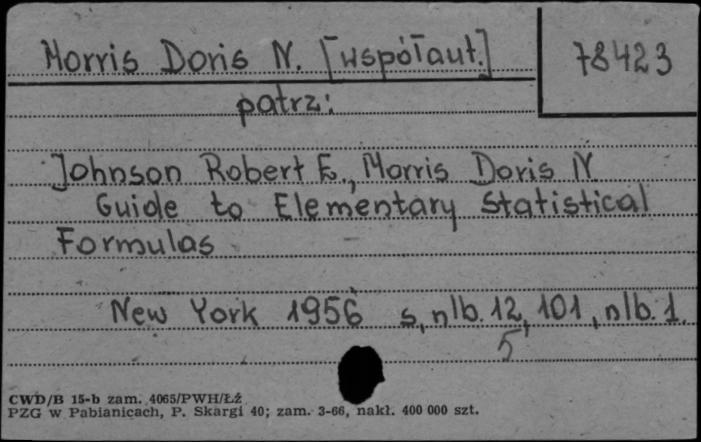 Morris Doris N. [współaut.]
78423
patrz:
Johnson Robert E., Morris Doris N
Guide to Elementary Statistical
Formulas
New York 1956 s, nlb. 12, 101, nlb. 1.
5
CWD/B 15-b zam. 4065/PWH/Łź
PZG w Pabianicach, P. Skargi 40; zam. 3-66, nakł. 400 000 szt.